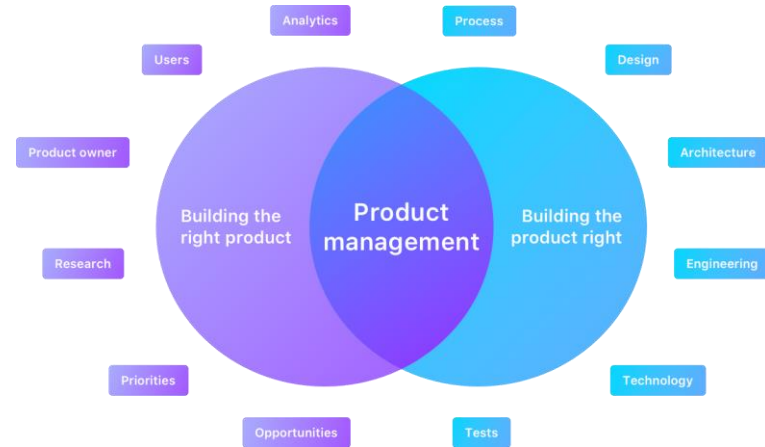 Analytics
Process
Users
Design
Product owner
Architecture
Building the
right product
Product
management
Building the
product right
Research
Engineering
Priorities
Technology
Opportunities
Tests